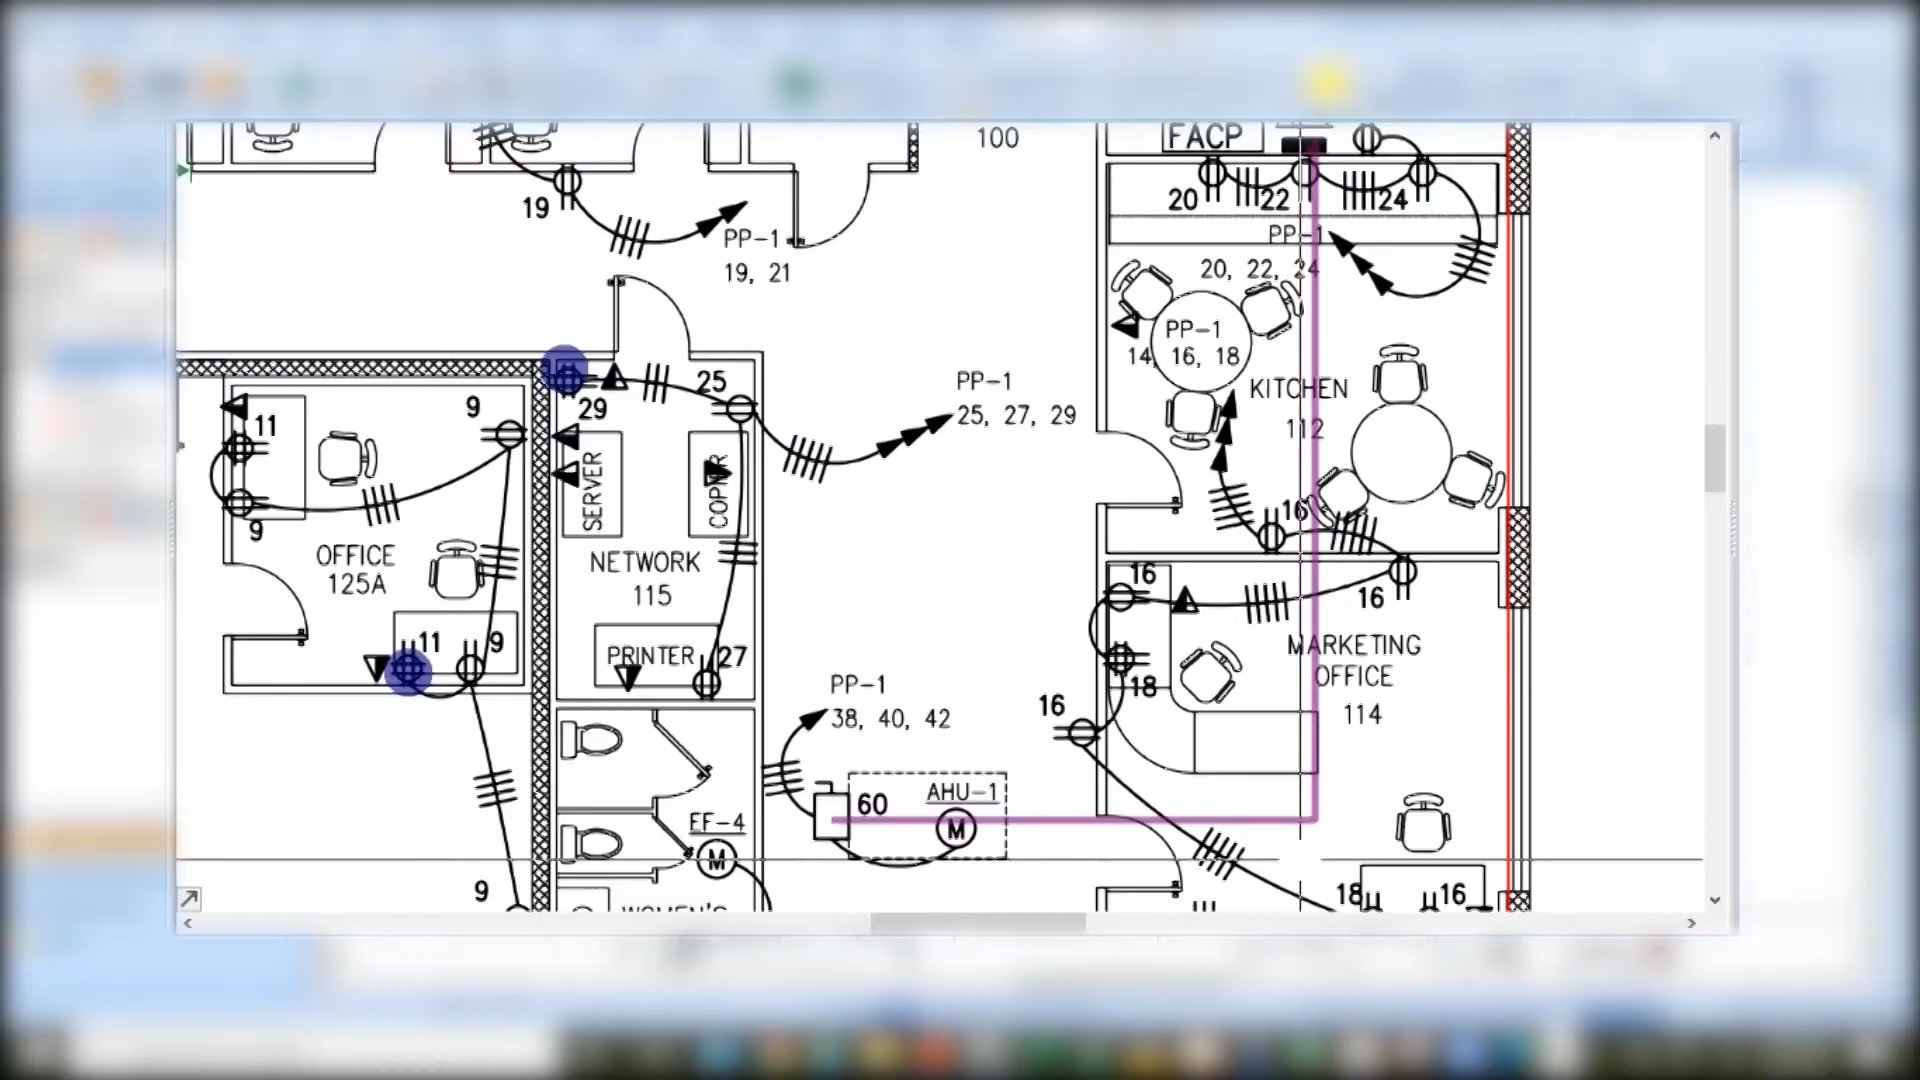 100
FACP
19
20
22
24
PP-1
19, 21
PP-1
20, 22, 24
PP-1
14, 16, 18
KITCHEN
112
25
29
PP-1
25, 27, 29
11
9
9
SERVER
OFFICE
125A
NETWORK
115
16
16
16
11
9
PRINTER
27
MARKETING
OFFICE
114
18
16
PP-1
38, 40, 42
60
AHU-1
M
EF-4
M
9
18
16
WOMEN'S